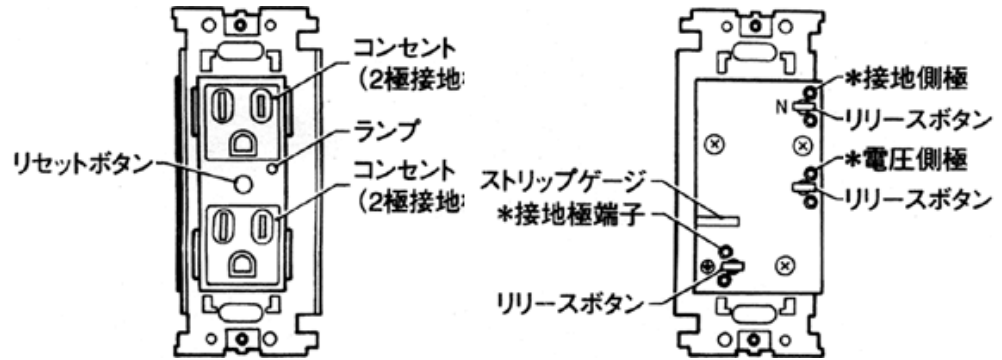 コンセント
（2極接地
ランプ
リセットボタン
コンセント
（2極接地
*接地側極
N
リリースボタン
*電圧側極
リリースボタン
ストリップゲージ
*接地極端子
リリースボタン